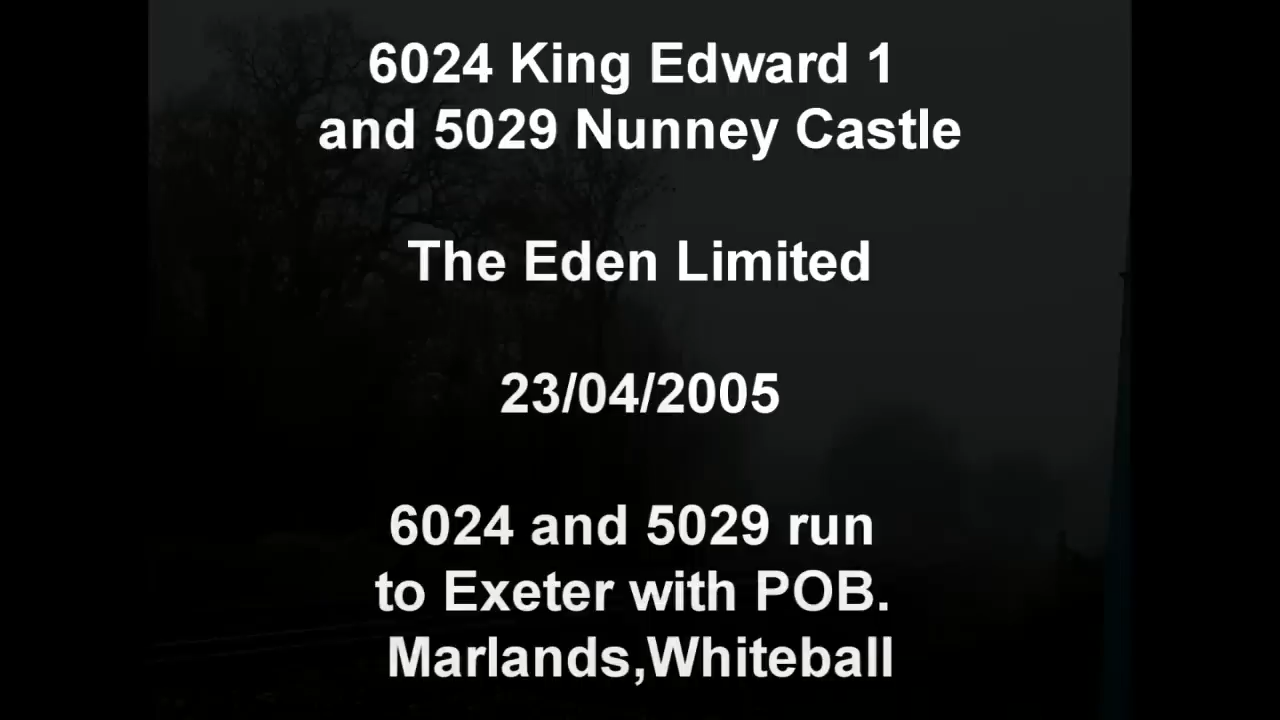 6024 King Edward 1
and 5029 Nunney Castle
The Eden Limited
23/04/2005
6024 and 5029 run
to Exeter with POB.
Marlands,Whiteball